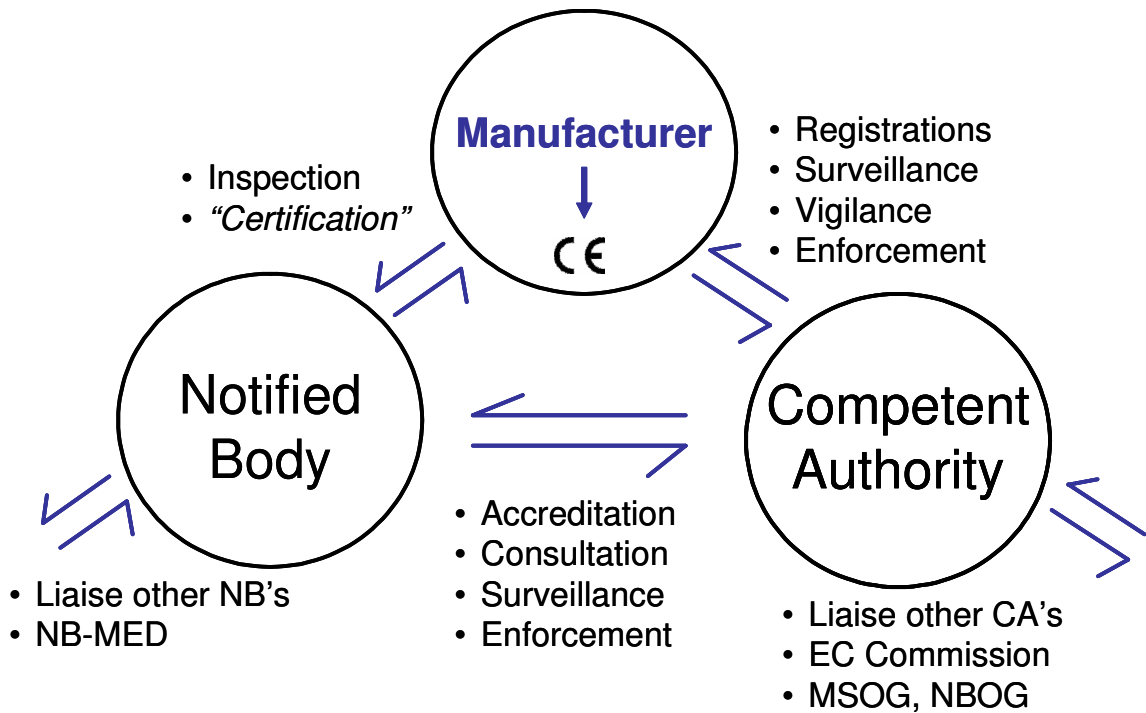 Manufacturer
CE
• Registrations
• Surveillance
• Vigilance
• Enforcement
• Inspection
• “Certification”
Notified
Body
Competent
Authority
• Accreditation
• Consultation
• Surveillance
• Enforcement
• Liaise other NB’s
• NB-MED
• Liaise other CA’s
• EC Commission
• MSOG, NBOG